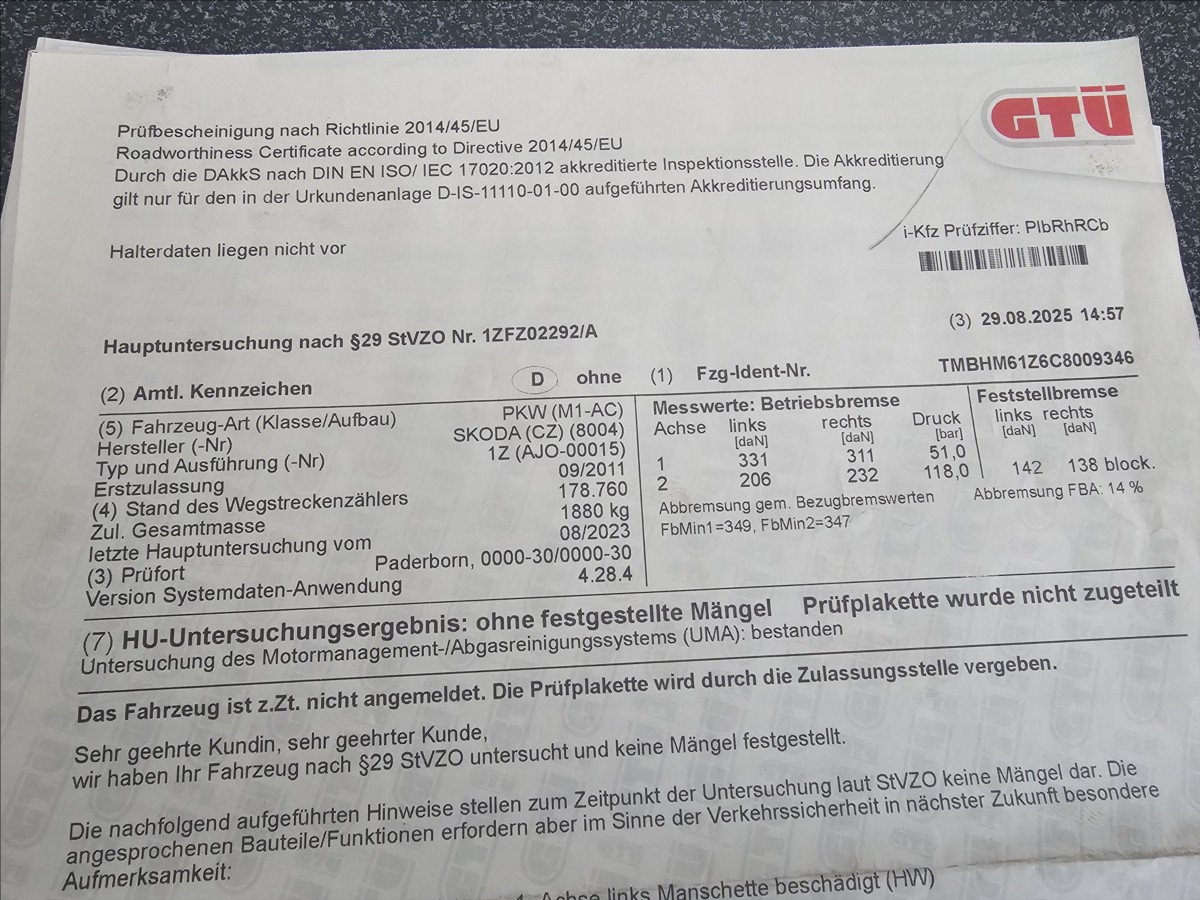 GTÜ
Prüfbescheinigung nach Richtlinie 2014/45/EU
Roadworthiness Certificate according to Directive 2014/45/EU
Durch die DAkkS nach DIN EN ISO/ IEC 17020:2012 akkreditierte Inspektionsstelle. Die Akkreditierung
gilt nur für den in der Urkundenanlage D-IS-11110-01-00 aufgeführten Akkreditierungsumfang.
i-Kfz Prüfziffer: PlbRhRCb
Halterdaten liegen nicht vor
(3) 29.08.2025 14:57
Hauptuntersuchung nach §29 StVZO Nr. 1ZFZ02292/A
(2) Amtl. Kennzeichen D ohne (1) Fzg-Ident-Nr. TMBHM61Z6C8009346
(5) Fahrzeug-Art (Klasse/Aufbau) PKW (M1-AC)
Hersteller (-Nr) SKODA (CZ) (8004)
Typ und Ausführung (-Nr) 1Z (AJO-00015)
Erstzulassung 09/2011
(4) Stand des Wegstreckenzählers 178.760
Zul. Gesamtmasse 1880 kg
letzte Hauptuntersuchung vom 08/2023
(3) Prüfort Paderborn, 0000-30/0000-30
Version Systemdaten-Anwendung 4.28.4
Messwerte: Betriebsbremse Feststellbremse
Achse links rechts Druck links rechts
[daN] [daN] [bar] [daN] [daN]
1 331 311 51,0
2 206 232 118,0 142 138 block.
Abbremsung gem. Bezugbremswerten Abbremsung FBA: 14 %
FbMin1=349, FbMin2=347
(7) HU-Untersuchungsergebnis: ohne festgestellte Mängel Prüfplakette wurde nicht zugeteilt
Untersuchung des Motormanagement-/Abgasreinigungssystems (UMA): bestanden
Das Fahrzeug ist z.Zt. nicht angemeldet. Die Prüfplakette wird durch die Zulassungsstelle vergeben.
Sehr geehrte Kundin, sehr geehrter Kunde,
wir haben Ihr Fahrzeug nach §29 StVZO untersucht und keine Mängel festgestellt.
Die nachfolgend aufgeführten Hinweise stellen zum Zeitpunkt der Untersuchung laut StVZO keine Mängel dar. Die
angesprochenen Bauteile/Funktionen erfordern aber im Sinne der Verkehrssicherheit in nächster Zukunft besondere
Aufmerksamkeit:
1. Achse links Manschette beschädigt (HW)